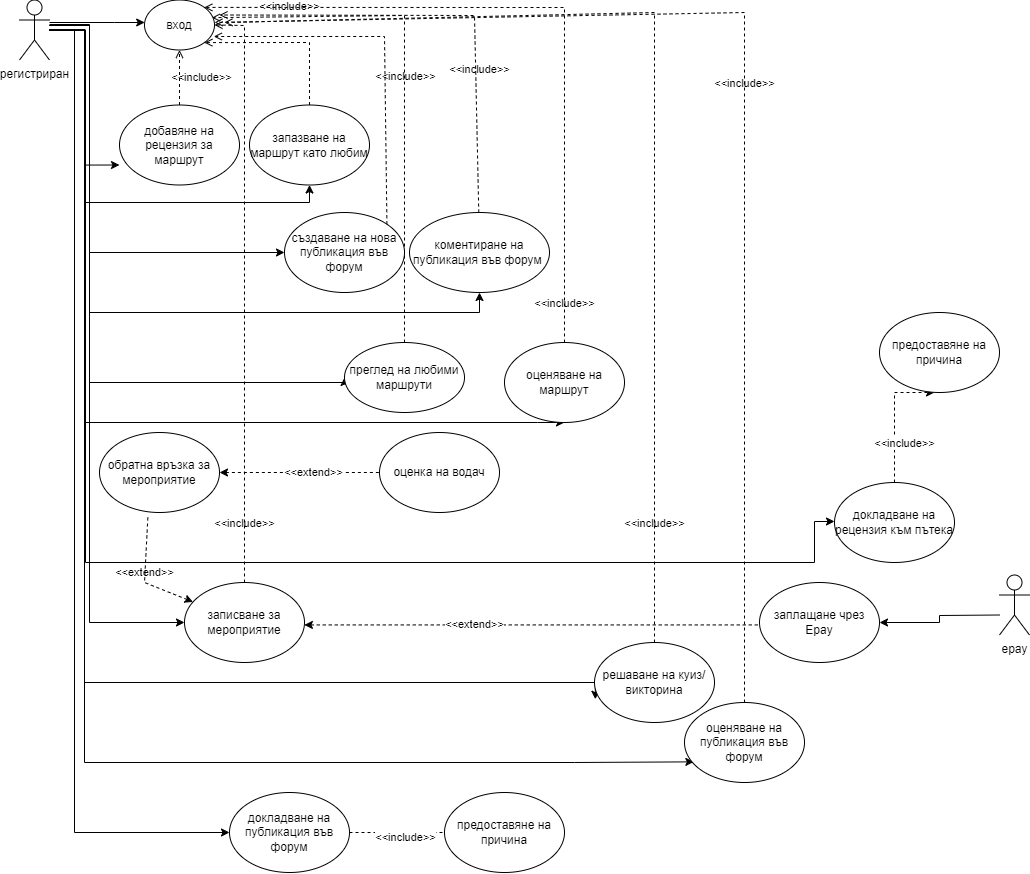 <<include>>
вход
регистриран
<<include>>
<<include>>
<<include>>
<<include>>
добавяне на
рецензия за
маршрут
запазване на
маршрут като любим
създаване на нова
публикация във
форум
коментиране на
публикация във форум
<<include>>
преглед на любими
маршрути
оценяване на
маршрут
предоставяне на
причина
<<include>>
обратна връзка за
мероприятие
<<extend>>
оценка на водач
<<include>>
<<include>>
докладване на
рецензия към пътека
<<extend>>
записване за
мероприятие
<<extend>>
заплащане чрез
Epay
epay
решаване на куиз/
викторина
оценяване на
публикация във
форум
докладване на
публикация във
форум
<<include>>
предоставяне на
причина